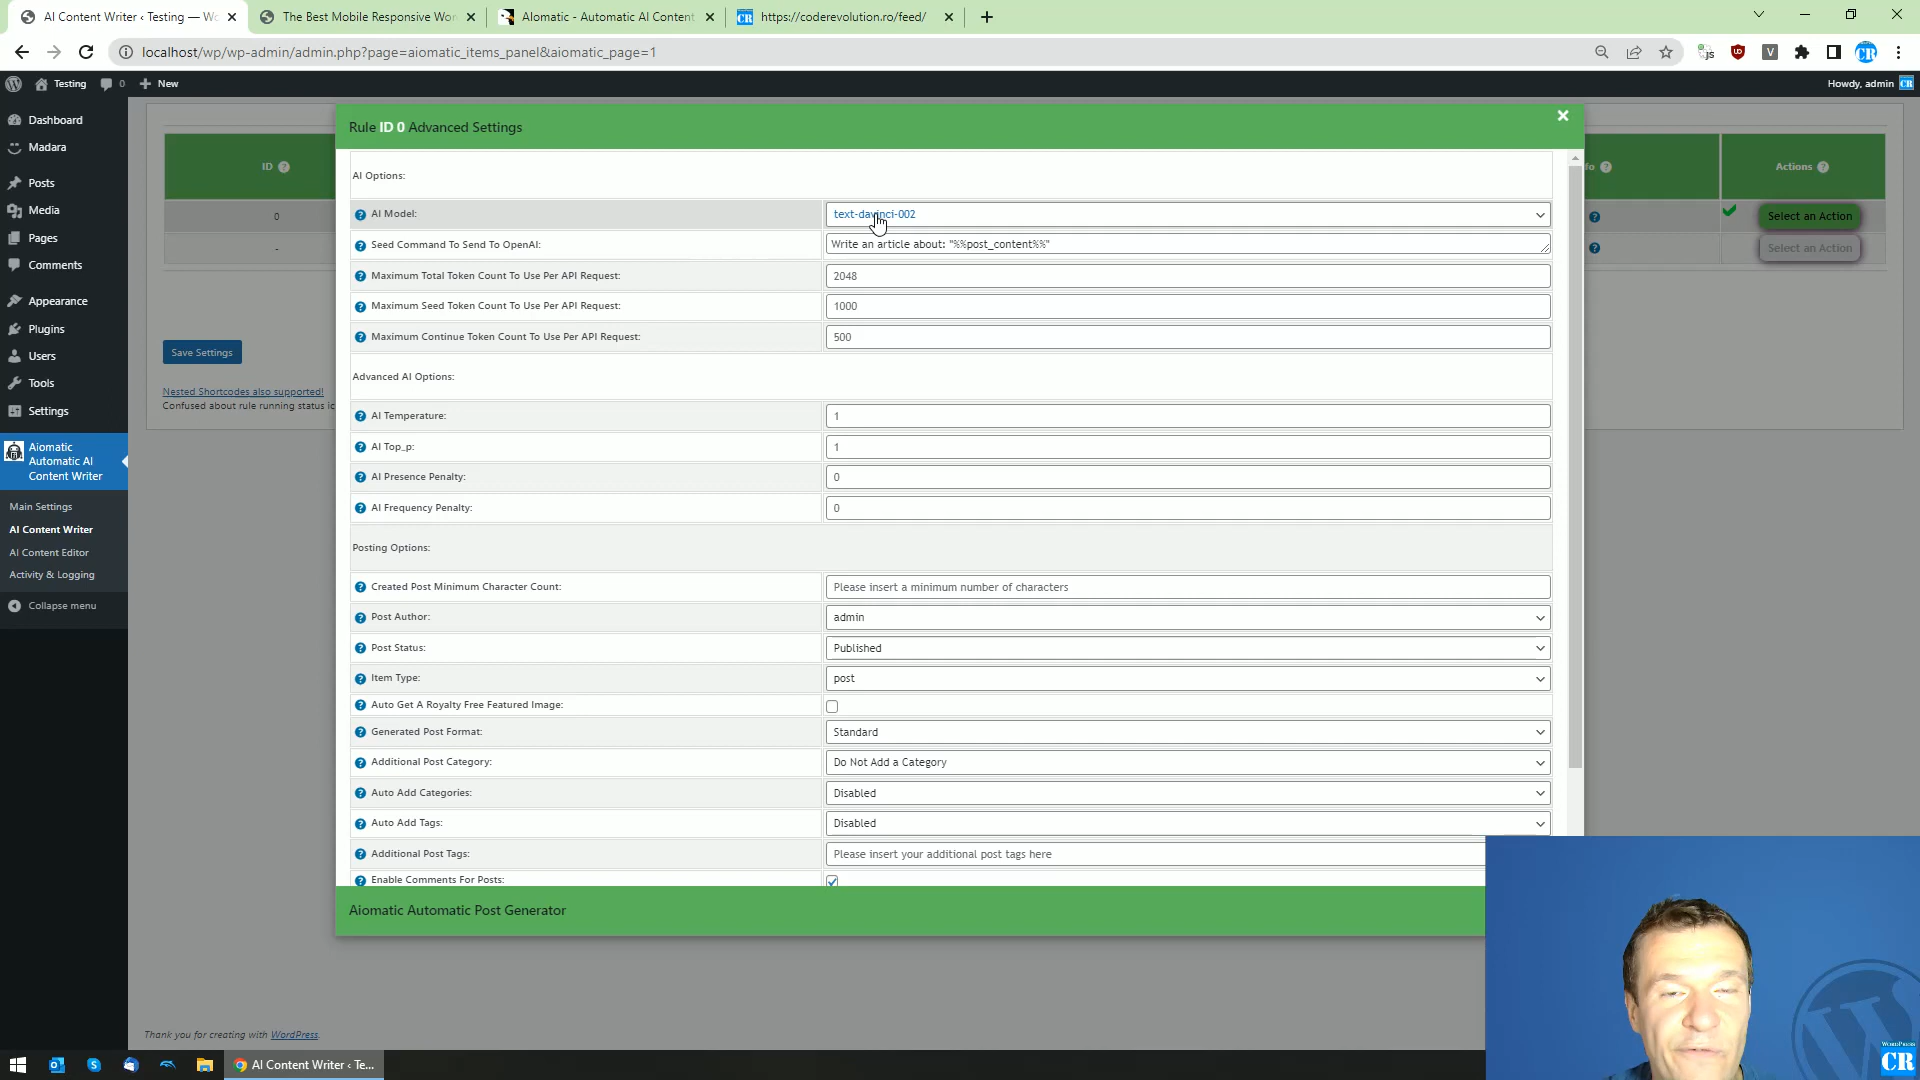 AI Content Writer ‹ Testing — Wo
The Best Mobile Responsive Wor
AIomatic - Automatic AI Content
https://coderevolution.ro/feed/
localhost/wp/wp-admin/admin.php?page=aiomatic_items_panel&aiomatic_page=1
Testing
0
New
Howdy, admin
Dashboard
Madara
Posts
Media
Pages
Comments
Appearance
Plugins
Users
Tools
Settings
Aiomatic
Automatic AI
Content Writer
Main Settings
AI Content Writer
AI Content Editor
Activity & Logging
Collapse menu
ID
0
-
Save Settings
Nested Shortcodes also supported!
Confused about rule running status ic
Actions
Select an Action
Select an Action
Rule ID 0 Advanced Settings
AI Options:
AI Model:
text-davinci-002
Seed Command To Send To OpenAI:
Write an article about: "%%post_content%%"
Maximum Total Token Count To Use Per API Request:
2048
Maximum Seed Token Count To Use Per API Request:
1000
Maximum Continue Token Count To Use Per API Request:
500
Advanced AI Options:
AI Temperature:
1
AI Top_p:
1
AI Presence Penalty:
0
AI Frequency Penalty:
0
Posting Options:
Created Post Minimum Character Count:
Please insert a minimum number of characters
Post Author:
admin
Post Status:
Published
Item Type:
post
Auto Get A Royalty Free Featured Image:
Generated Post Format:
Standard
Additional Post Category:
Do Not Add a Category
Auto Add Categories:
Disabled
Auto Add Tags:
Disabled
Additional Post Tags:
Please insert your additional post tags here
Enable Comments For Posts:
Aiomatic Automatic Post Generator
Thank you for creating with WordPress.
AI Content Writer ‹ Te...
WORDPRESS
CR